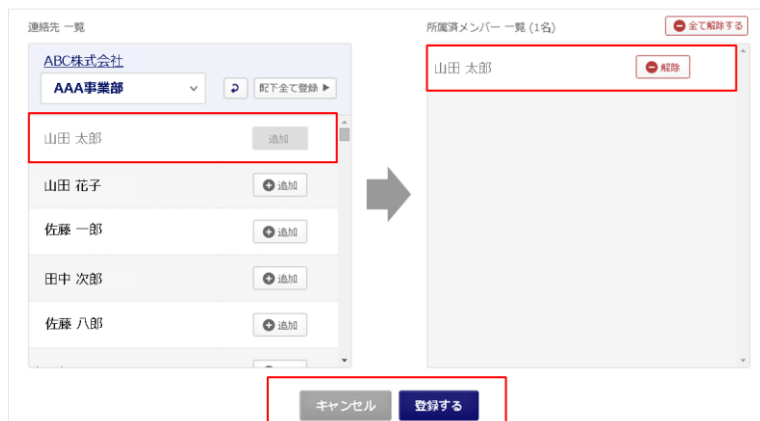 連絡先 一覧
ABC株式会社
AAA事業部
配下全て登録 ▶
山田 太郎
追加
山田 花子
追加
佐藤 一郎
追加
田中 次郎
追加
佐藤 八郎
追加
所属済メンバー 一覧 (1名)
全て解除する
山田 太郎
解除
キャンセル
登録する